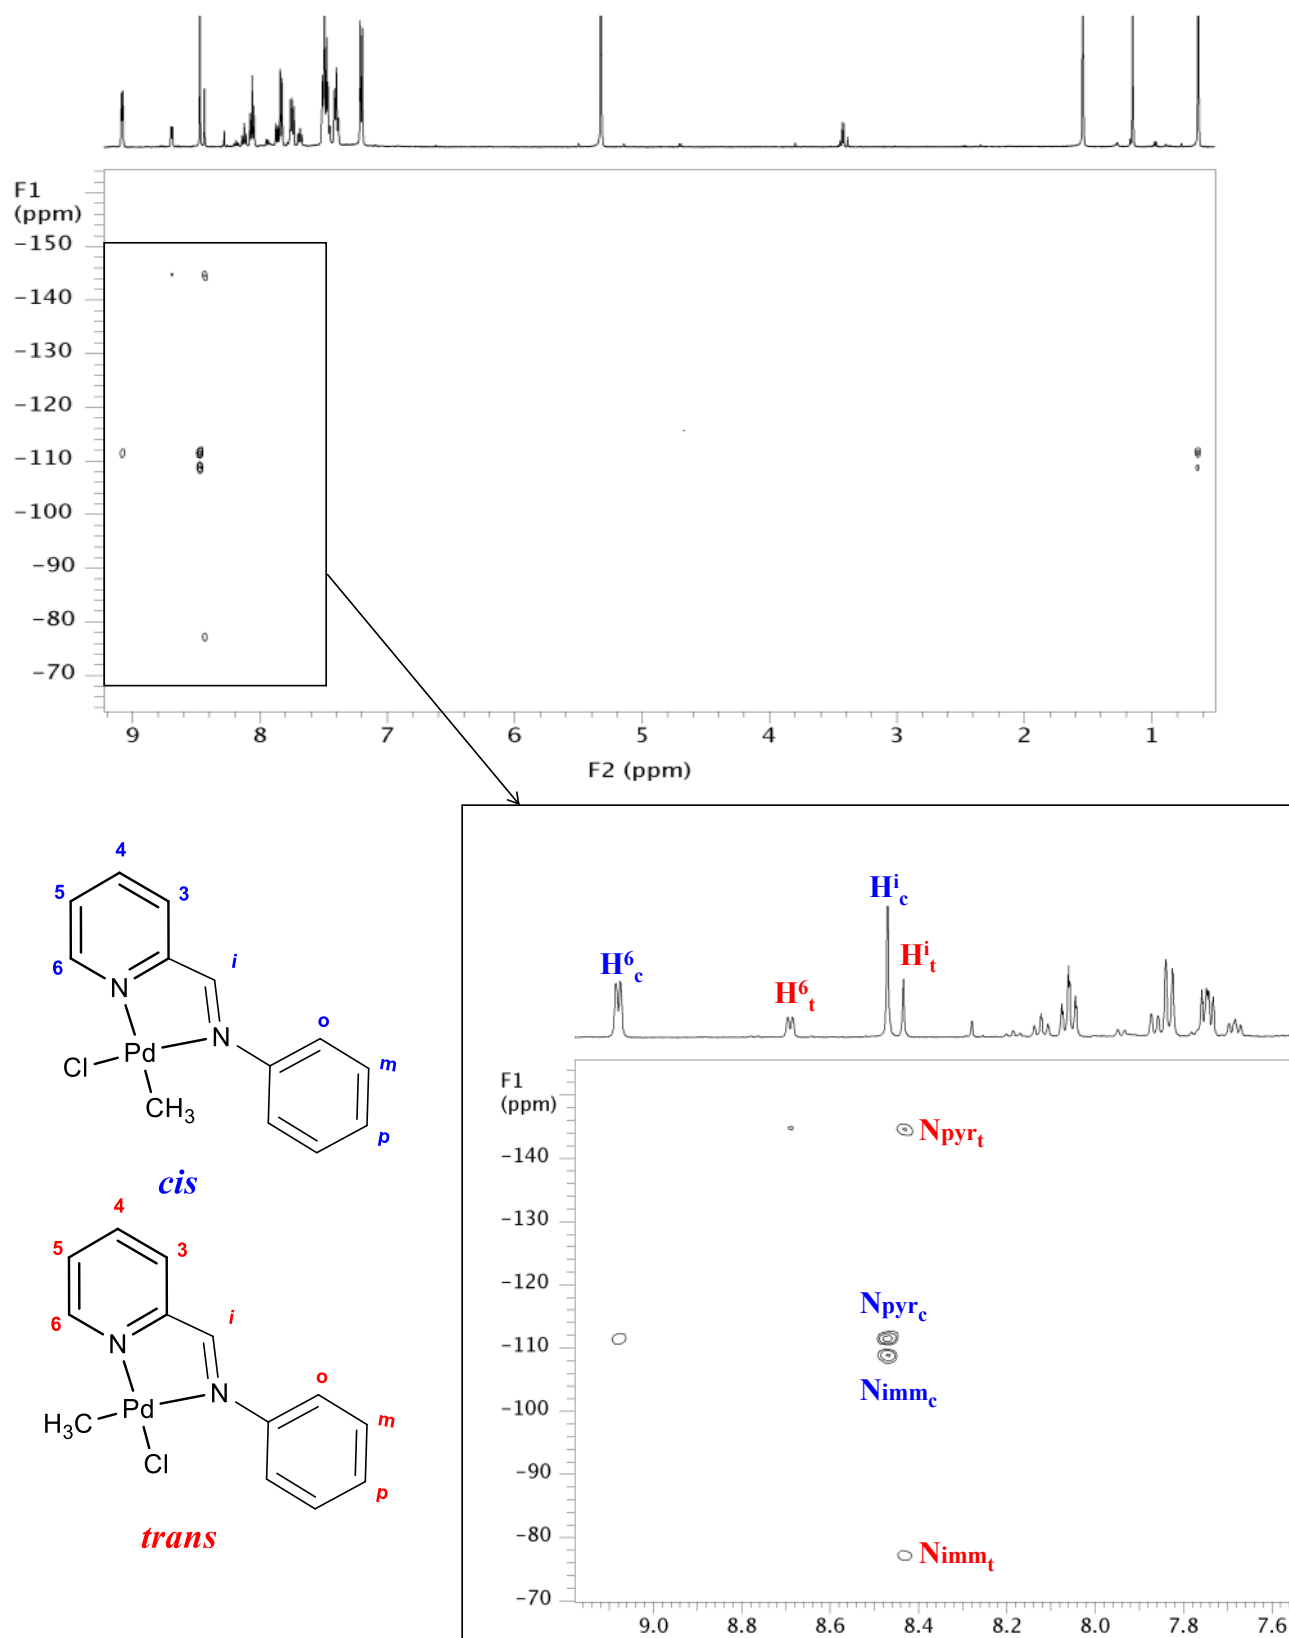 F1
(ppm)
-150
-140
-130
-120
-110
-100
-90
-80
-70
9 8 7 6 5 4 3 2 1
F2 (ppm)
4
5 3
6 i
N
N o
Pd
Cl m
CH3
p
cis
4
5 3
6 i
N
N o
Pd
H3C m
Cl
p
trans
Hic
H6c Hit
H6t
F1
(ppm)
Npyrt
-140
-130
-120
Npyrc
-110
Nimmc
-100
-90
-80
Nimmt
-70
9.0 8.8 8.6 8.4 8.2 8.0 7.8 7.6